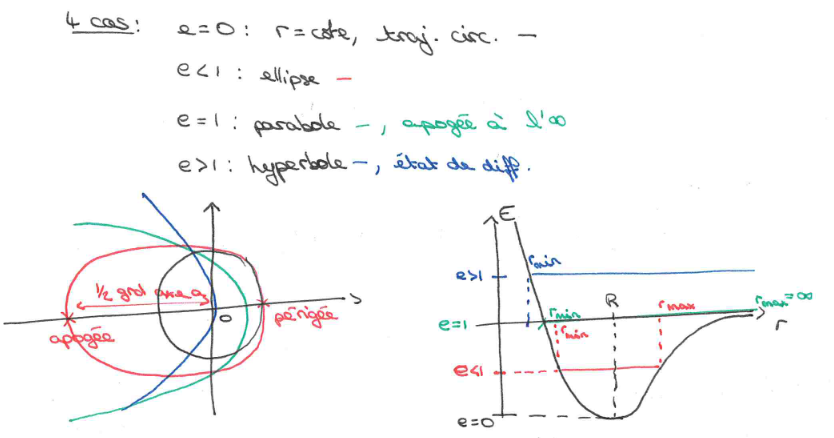 4 cas : e=0 : r=cste, traj. circ. –
e<1 : ellipse –
e=1 : parabole –, apogée à l'∞
e>1 : hyperbole –, état de diff.
½ grd axe a
O
apogée
périgée
E
e>1
rmin
R
rmax
rmax=∞
e=1
rmin
rmin
r
e<1
e=0